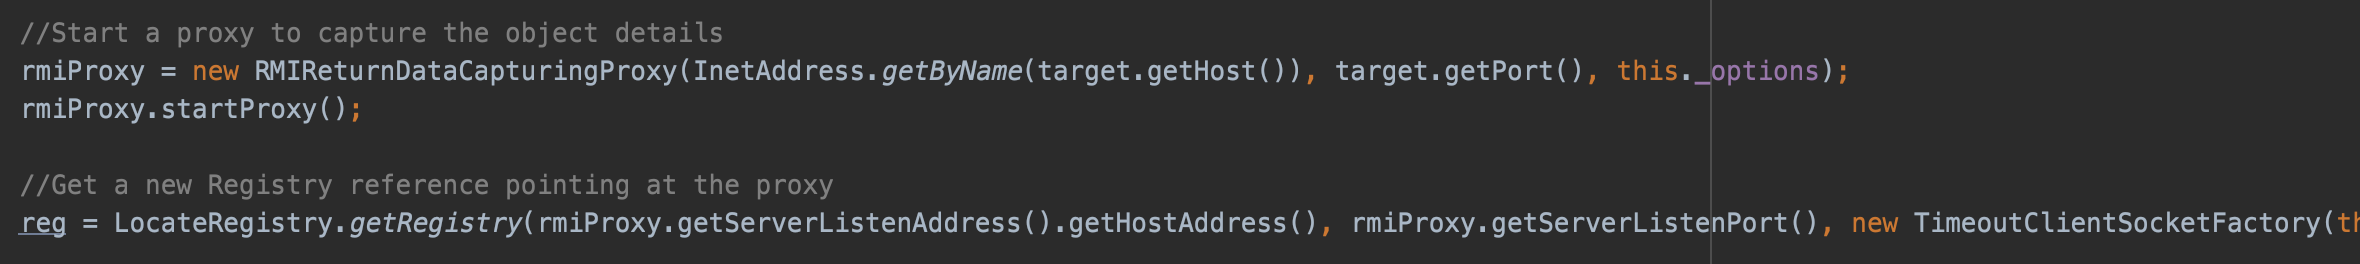 //Start a proxy to capture the object details
rmiProxy = new RMIReturnDataCapturingProxy(InetAddress.getByName(target.getHost()), target.getPort(), this._options);
rmiProxy.startProxy();
//Get a new Registry reference pointing at the proxy
reg = LocateRegistry.getRegistry(rmiProxy.getServerListenAddress().getHostAddress(), rmiProxy.getServerListenPort(), new TimeoutClientSocketFactory(